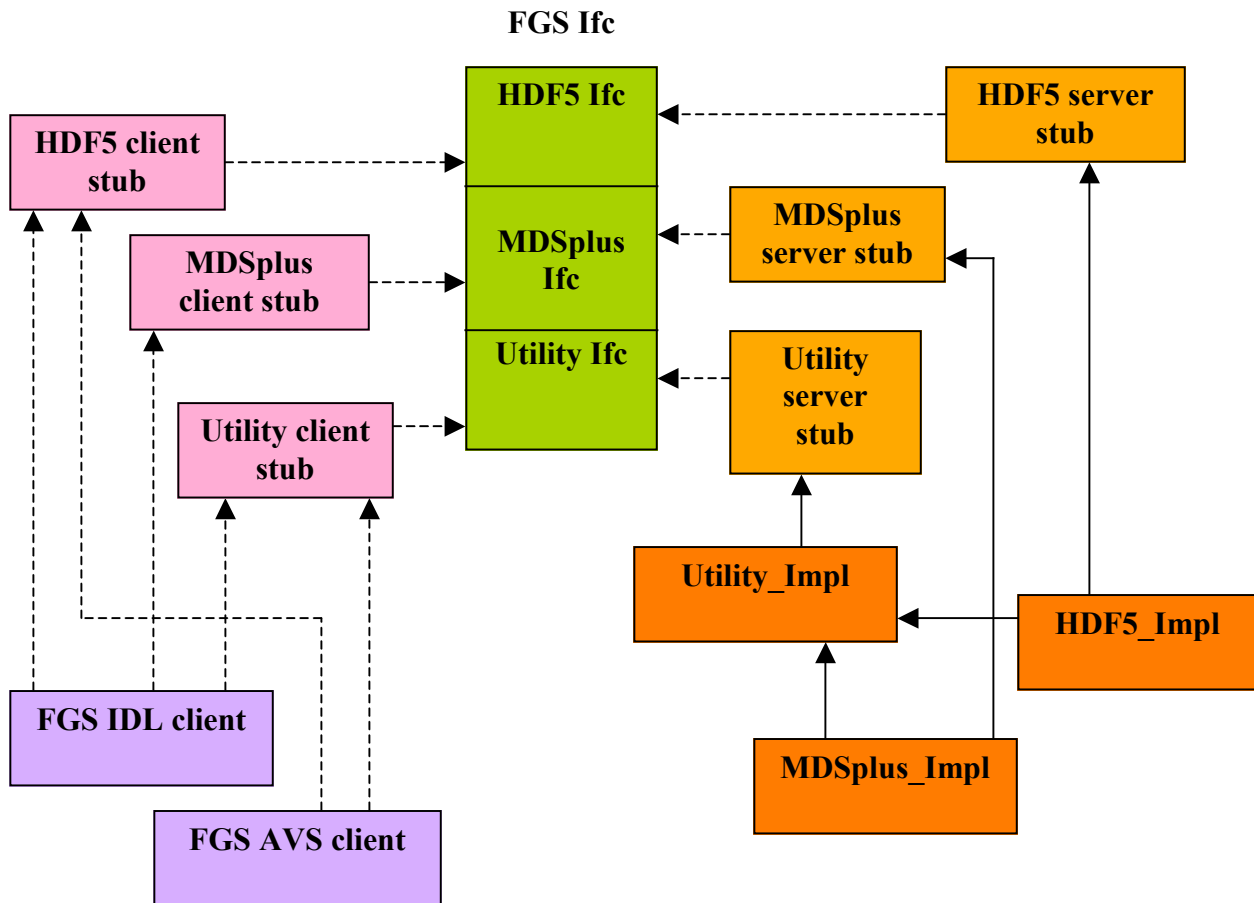 FGS Ifc
HDF5 Ifc
HDF5 server
stub
HDF5 client
stub
MDSplus
Ifc
MDSplus
server stub
MDSplus
client stub
Utility Ifc
Utility
server
stub
Utility client
stub
Utility_Impl
HDF5_Impl
FGS IDL client
MDSplus_Impl
FGS AVS client